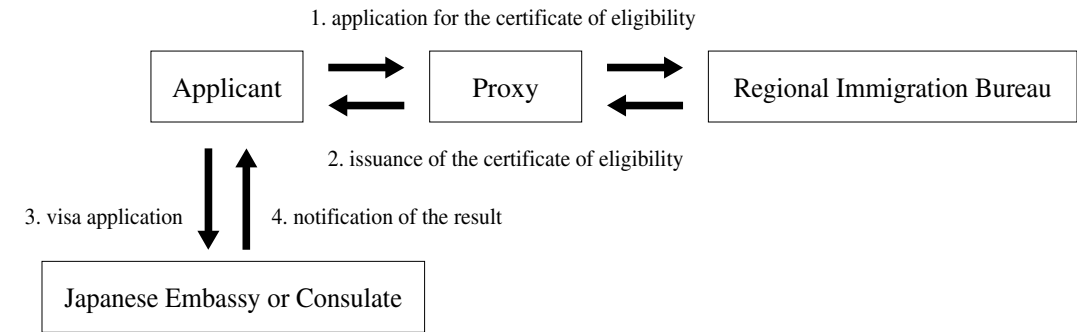 1. application for the certificate of eligibility
Applicant
Proxy
Regional Immigration Bureau
2. issuance of the certificate of eligibility
3. visa application
4. notification of the result
Japanese Embassy or Consulate